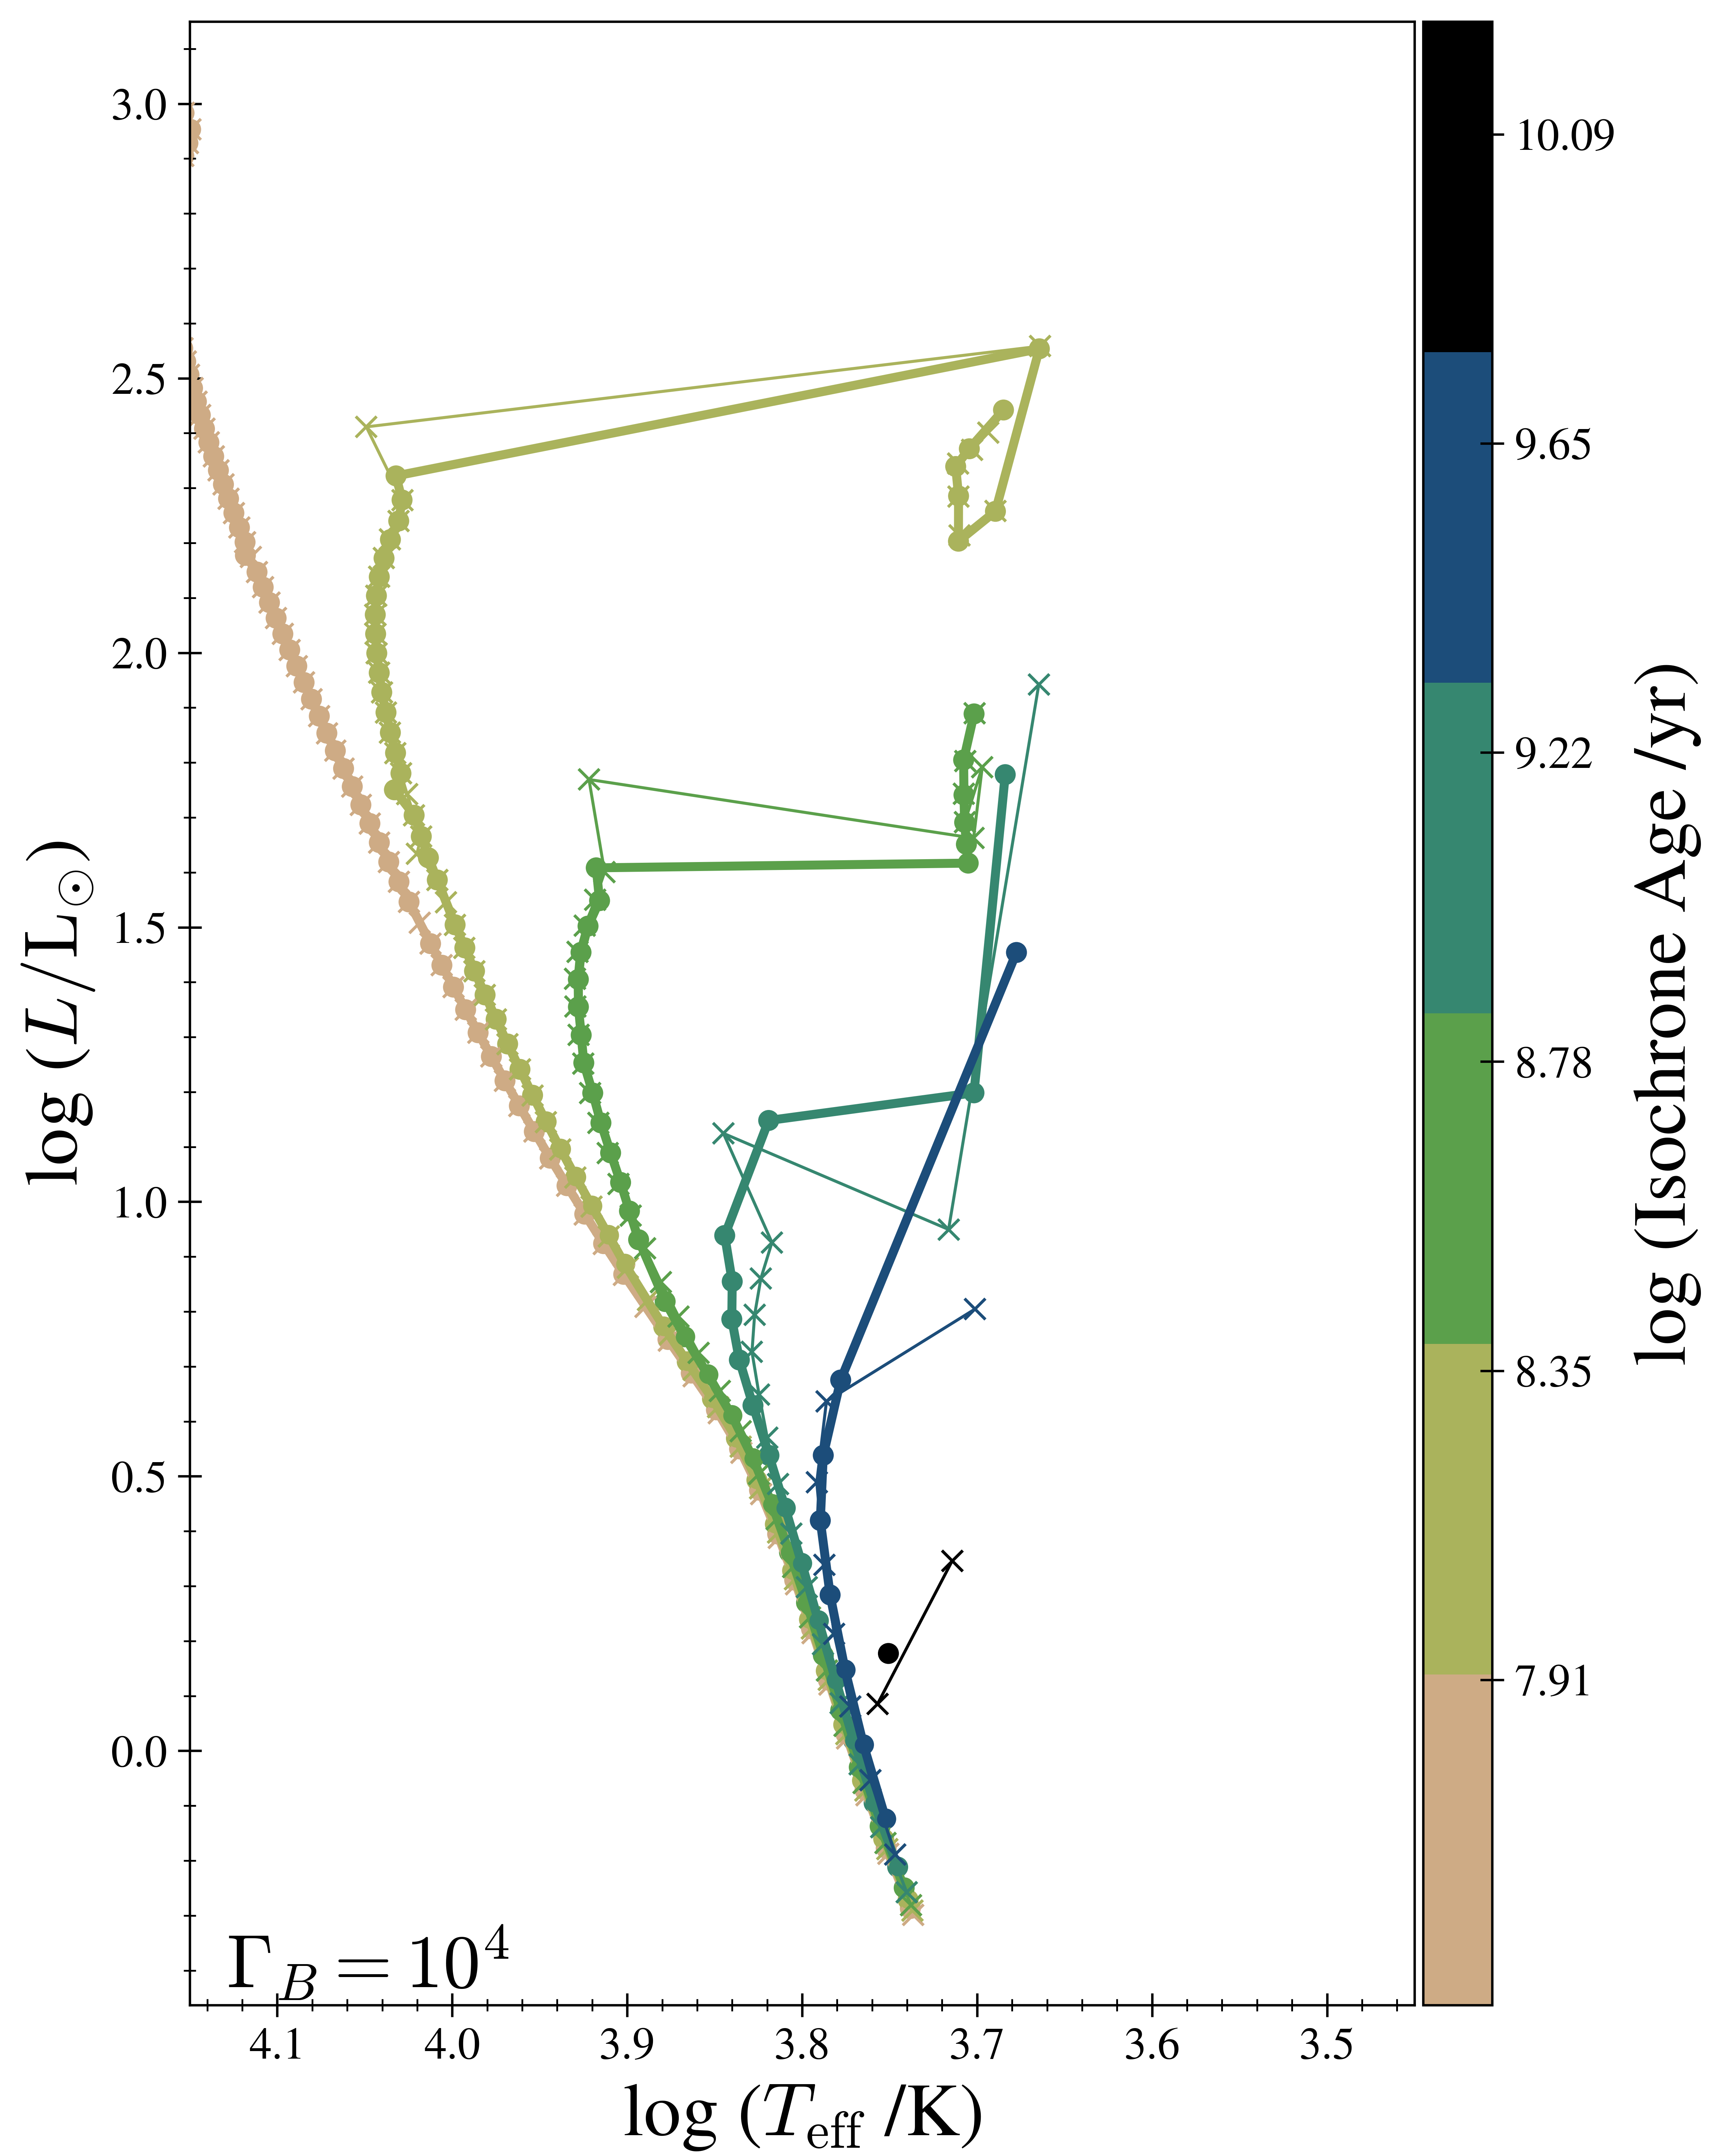 3.0
2.5
2.0
1.5
1.0
0.5
0.0
log (L//L☉)
Γ_B = 10^4
4.1 4.0 3.9 3.8 3.7 3.6 3.5
log (T_eff /K)
10.09
9.65
9.22
8.78
8.35
7.91
log (Isochrone Age /yr)